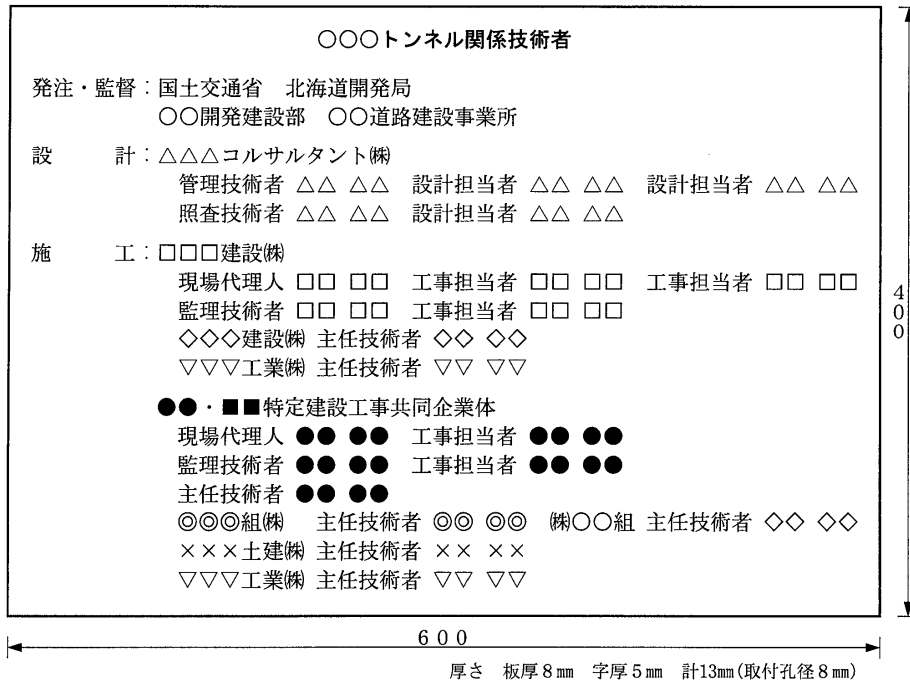 ○○○トンネル関係技術者
発注・監督：国土交通省　北海道開発局
○○開発建設部　○○道路建設事業所
設　　計：△△△コルサルタント㈱
管理技術者 △△ △△　設計担当者 △△ △△　設計担当者 △△ △△
照査技術者 △△ △△　設計担当者 △△ △△
施　　工：□□□建設㈱
現場代理人 □□ □□　工事担当者 □□ □□　工事担当者 □□ □□
監理技術者 □□ □□　工事担当者 □□ □□
◇◇◇建設㈱ 主任技術者 ◇◇ ◇◇
▽▽▽工業㈱ 主任技術者 ▽▽ ▽▽
●●・■■特定建設工事共同企業体
現場代理人 ●● ●●　工事担当者 ●● ●●
監理技術者 ●● ●●　工事担当者 ●● ●●
主任技術者 ●● ●●
◎◎◎組㈱　主任技術者 ◎◎ ◎◎　㈱○○組 主任技術者 ◇◇ ◇◇
×××土建㈱ 主任技術者 ×× ××
▽▽▽工業㈱ 主任技術者 ▽▽ ▽▽
400
600
厚さ　板厚8㎜　字厚5㎜　計13㎜(取付孔径8㎜)